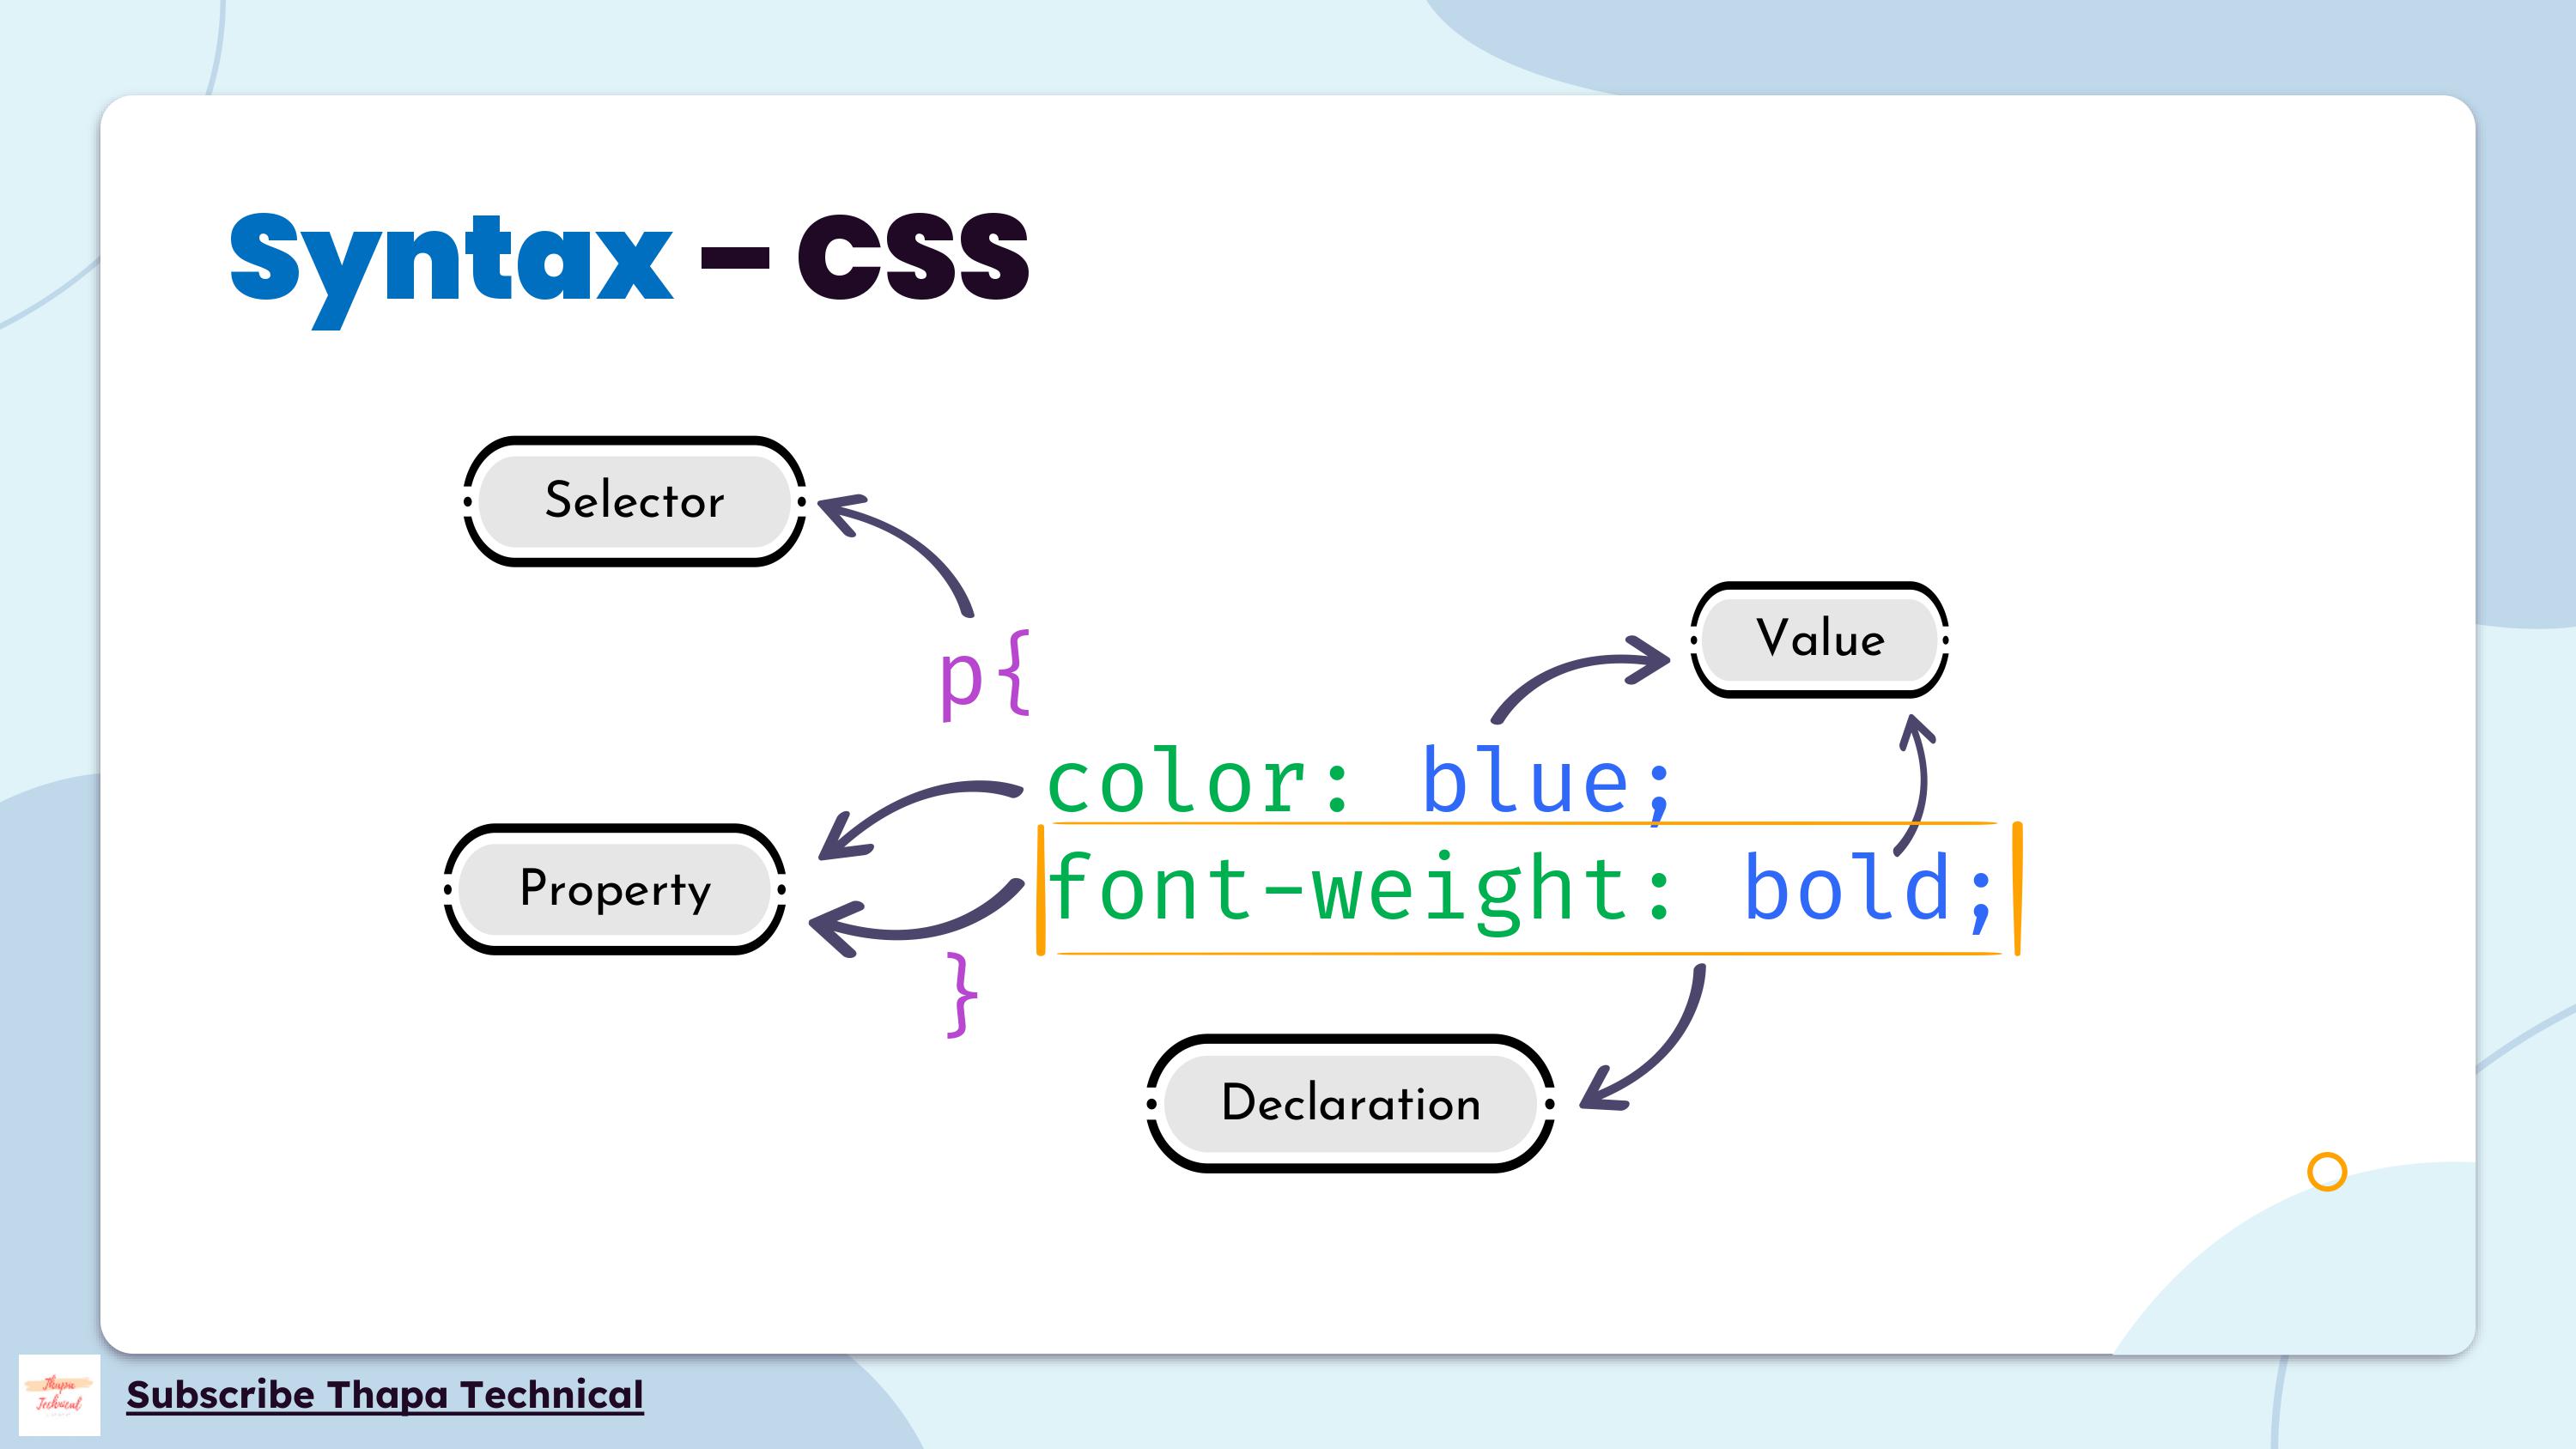 Syntax - CSS
Selector
Value
p{
color: blue;
Property
font-weight: bold;
}
Declaration
Thapa
Technical
Subscribe Thapa Technical